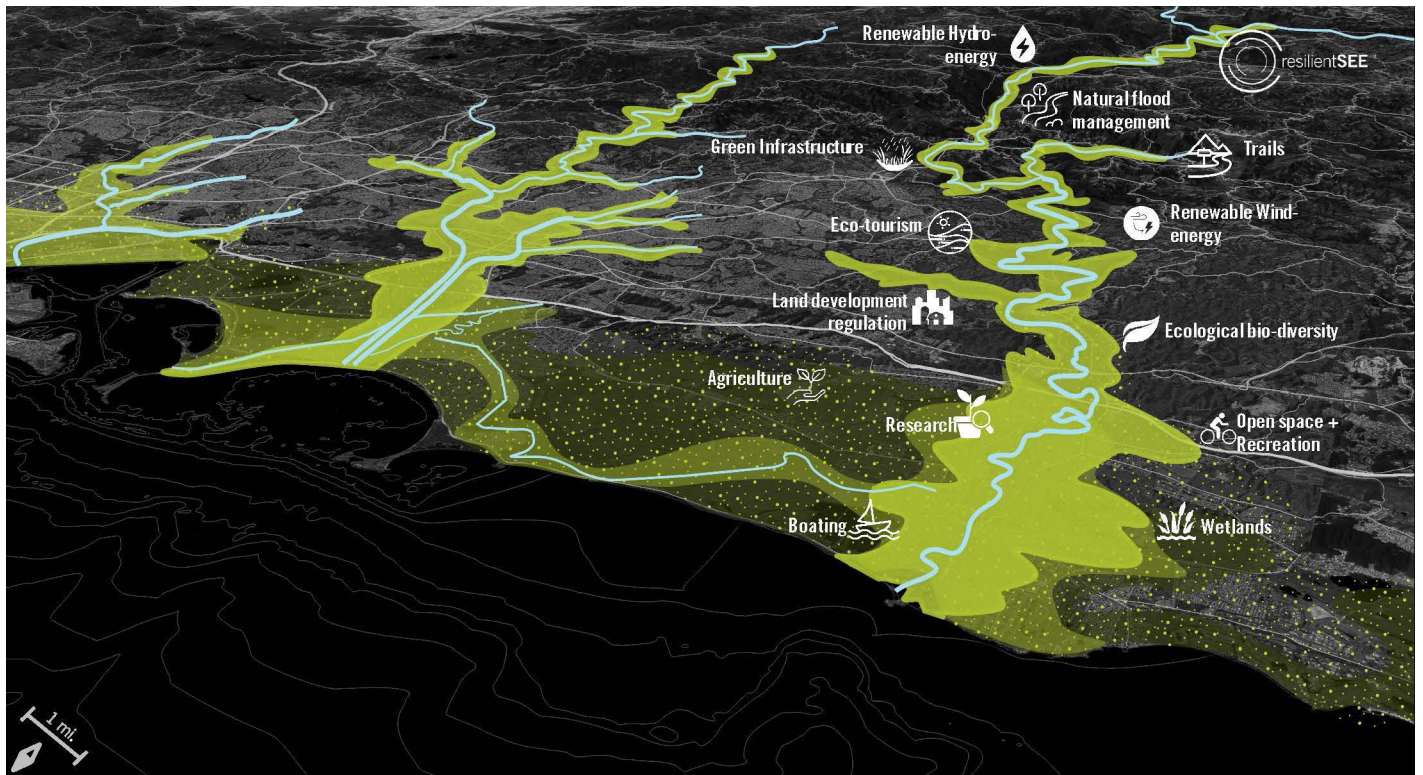 Renewable Hydro-
energy
resilientSEE
Natural flood
management
Green Infrastructure
Trails
Renewable Wind-
energy
Eco-tourism
Land development
regulation
Ecological bio-diversity
Agriculture
Research
Open space +
Recreation
Boating
Wetlands
1 mi.